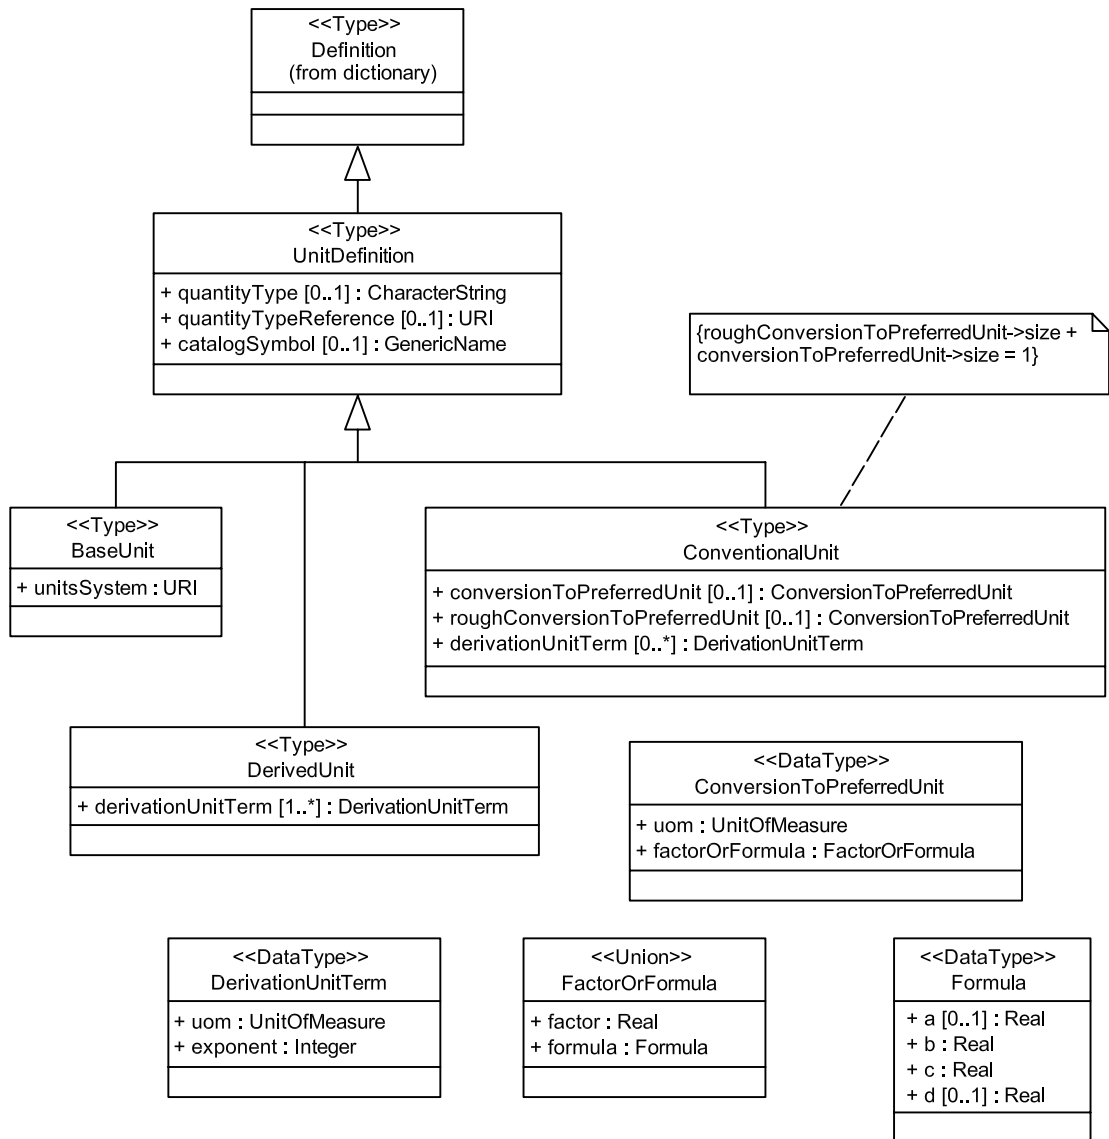 <<Type>>
Definition
(from dictionary)
<<Type>>
UnitDefinition
+ quantityType [0..1] : CharacterString
+ quantityTypeReference [0..1] : URI
+ catalogSymbol [0..1] : GenericName
{roughConversionToPreferredUnit->size +
conversionToPreferredUnit->size = 1}
<<Type>>
BaseUnit
+ unitsSystem : URI
<<Type>>
ConventionalUnit
+ conversionToPreferredUnit [0..1] : ConversionToPreferredUnit
+ roughConversionToPreferredUnit [0..1] : ConversionToPreferredUnit
+ derivationUnitTerm [0..*] : DerivationUnitTerm
<<Type>>
DerivedUnit
+ derivationUnitTerm [1..*] : DerivationUnitTerm
<<DataType>>
ConversionToPreferredUnit
+ uom : UnitOfMeasure
+ factorOrFormula : FactorOrFormula
<<DataType>>
DerivationUnitTerm
+ uom : UnitOfMeasure
+ exponent : Integer
<<Union>>
FactorOrFormula
+ factor : Real
+ formula : Formula
<<DataType>>
Formula
+ a [0..1] : Real
+ b : Real
+ c : Real
+ d [0..1] : Real